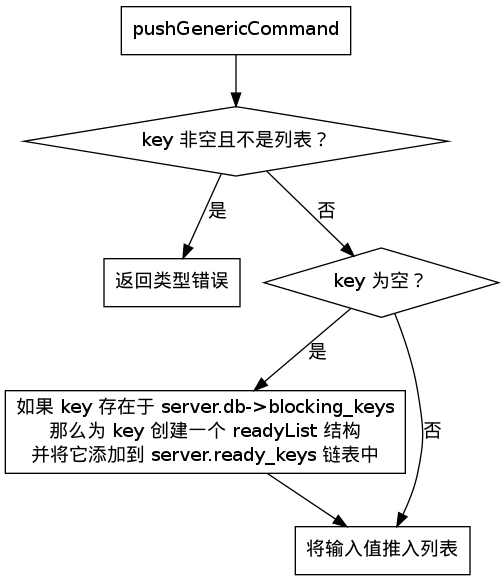 pushGenericCommand
key 非空且不是列表？
是
否
返回类型错误
key 为空？
是
如果 key 存在于 server.db->blocking_keys
那么为 key 创建一个 readyList 结构
并将它添加到 server.ready_keys 链表中
否
将输入值推入列表